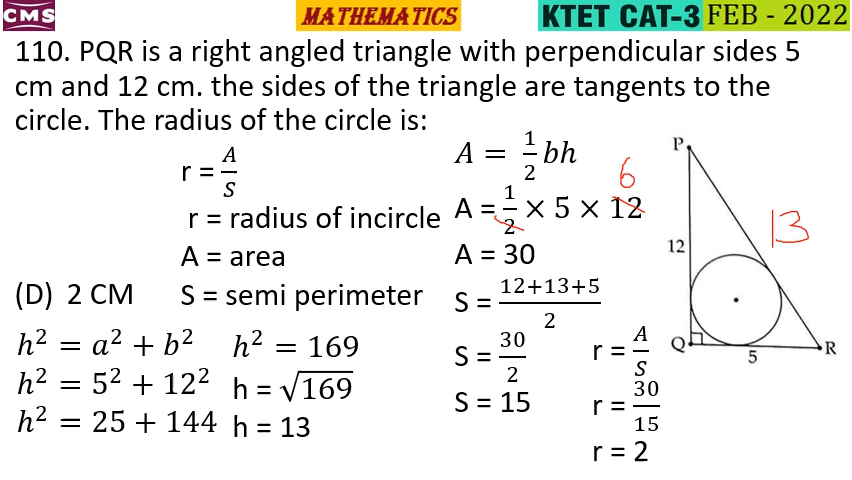 CMS
MATHEMATICS
KTET CAT-3 FEB - 2022
110. PQR is a right angled triangle with perpendicular sides 5
cm and 12 cm. the sides of the triangle are tangents to the
circle. The radius of the circle is:
r = A/S
r = radius of incircle
A = area
S = semi perimeter
(D) 2 CM
h² = a² + b²
h² = 5² + 12²
h² = 25 + 144
h² = 169
h = √169
h = 13
A = 1/2 bh
6
A = 1/2 × 5 × 12
A = 30
S = 12+13+5/2
S = 30/2
S = 15
r = A/S
r = 30/15
r = 2
P
13
12
Q
R
5